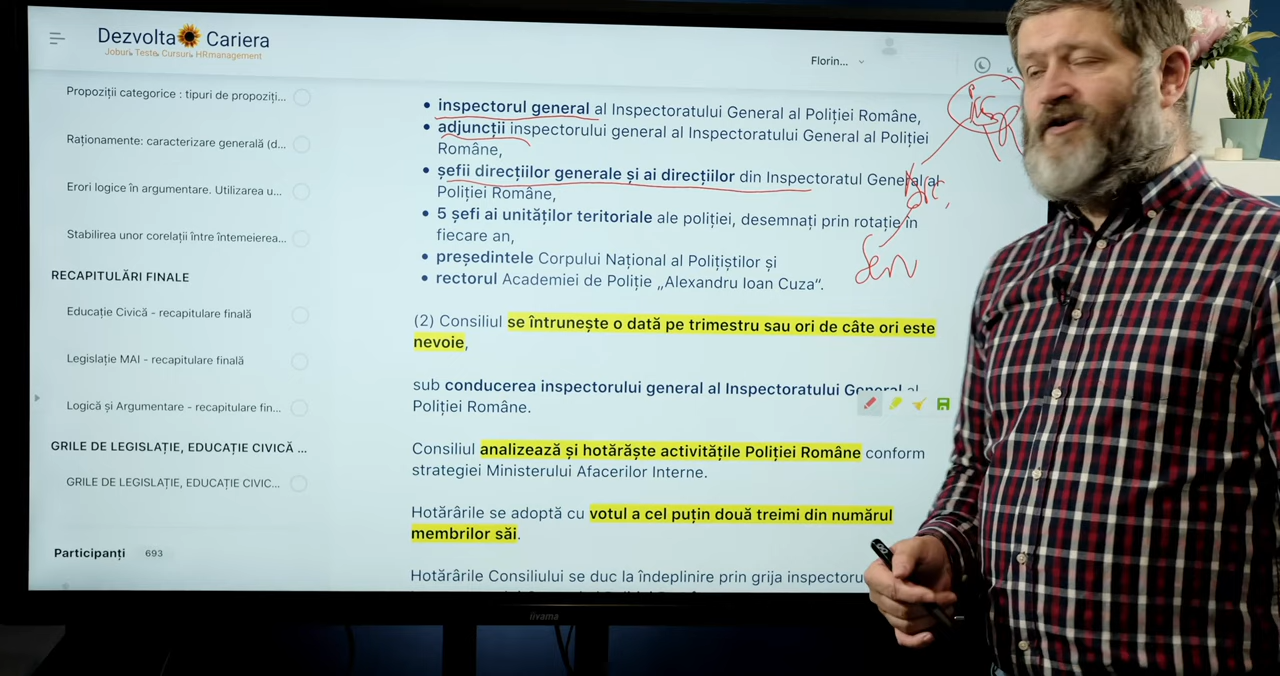 Dezvolta Cariera
Joburi, Teste, Cursuri, HRmanagement
Florin...
Propoziții categorice : tipuri de propoziți...
Raționamente: caracterizare generală (d...
Erori logice în argumentare. Utilizarea u...
Stabilirea unor corelații între întemeierea...
RECAPITULĂRI FINALE
Educație Civică - recapitulare finală
Legislație MAI - recapitulare finală
Logică și Argumentare - recapitulare fin...
GRILE DE LEGISLAȚIE, EDUCAȚIE CIVICĂ ...
GRILE DE LEGISLAȚIE, EDUCAȚIE CIVIC...
Participanți 693
• inspectorul general al Inspectoratului General al Poliției Române,
• adjuncții inspectorului general al Inspectoratului General al Poliției
Române,
• șefii direcțiilor generale și ai direcțiilor din Inspectoratul General al
Poliției Române,
• 5 șefi ai unităților teritoriale ale poliției, desemnați prin rotație în
fiecare an,
• președintele Corpului Național al Polițiștilor și
• rectorul Academiei de Poliție „Alexandru Ioan Cuza”.
(2) Consiliul se întrunește o dată pe trimestru sau ori de câte ori este
nevoie,
sub conducerea inspectorului general al Inspectoratului General al
Poliției Române.
Consiliul analizează și hotărăște activitățile Poliției Române conform
strategiei Ministerului Afacerilor Interne.
Hotărârile se adoptă cu votul a cel puțin două treimi din numărul
membrilor săi.
Hotărârile Consiliului se duc la îndeplinire prin grija
iiyama